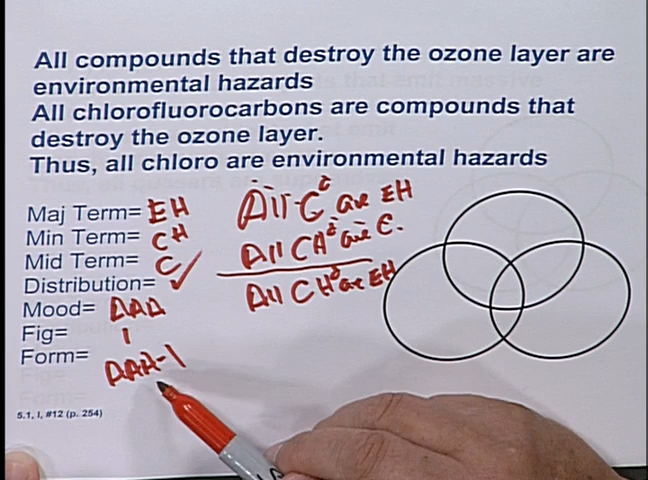 All compounds that destroy the ozone layer are
environmental hazards
All chlorofluorocarbons are compounds that
destroy the ozone layer.
Thus, all chloro are environmental hazards
Maj Term= EH
Min Term= CH
Mid Term= C
Distribution= ✓
Mood= AAA
Fig= 1
Form= AAA-1
All C are EH
All CH are C.
All CH are EH
5.1, I, #12 (p. 254)